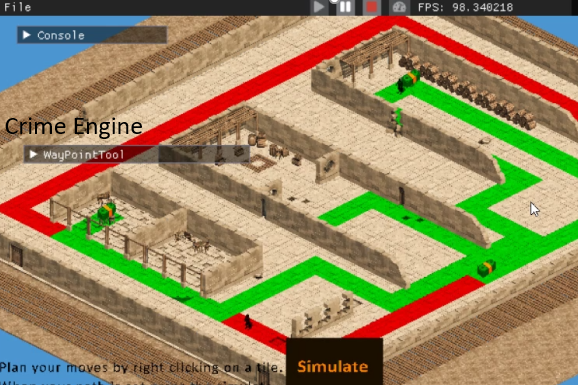 File
FPS: 98.340218
Console
Crime Engine
WayPointTool
Plan your moves by right clicking on a tile.
Simulate
When your path is